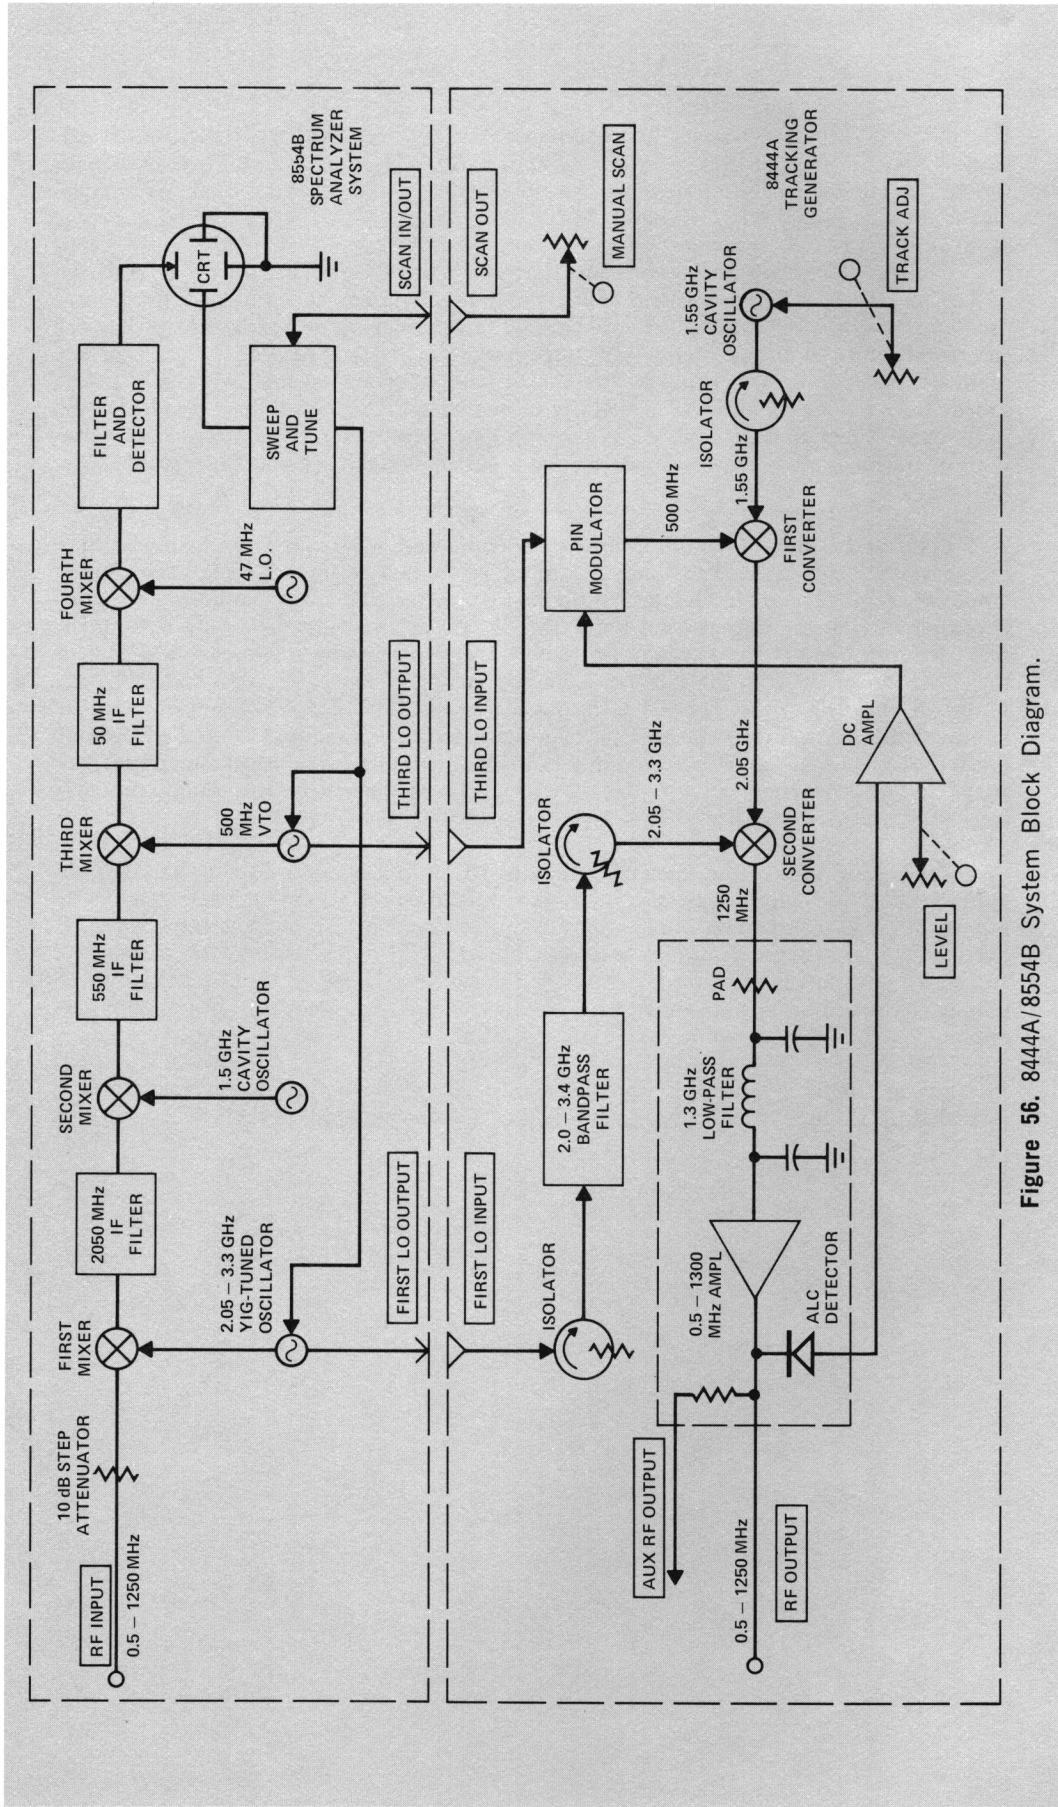 RF INPUT
0.5 – 1250 MHz
10 dB STEP
ATTENUATOR
FIRST
MIXER
2050 MHz
IF
FILTER
SECOND
MIXER
550 MHz
IF
FILTER
THIRD
MIXER
50 MHz
IF
FILTER
FOURTH
MIXER
FILTER
AND
DETECTOR
CRT
2.05 – 3.3 GHz
YIG-TUNED
OSCILLATOR
1.5 GHz
CAVITY
OSCILLATOR
500
MHz
VTO
47 MHz
L.O.
SWEEP
AND
TUNE
8554B
SPECTRUM
ANALYZER
SYSTEM
FIRST LO OUTPUT
THIRD LO OUTPUT
SCAN IN/OUT
FIRST LO INPUT
THIRD LO INPUT
SCAN OUT
ISOLATOR
2.0 – 3.4 GHz
BANDPASS
FILTER
ISOLATOR
2.05 – 3.3 GHz
PIN
MODULATOR
500 MHz
MANUAL SCAN
ISOLATOR
1.55 GHz
1.55 GHz
CAVITY
OSCILLATOR
8444A
TRACKING
GENERATOR
AUX RF OUTPUT
0.5 – 1250 MHz
RF OUTPUT
0.5 – 1300
MHz AMPL
ALC
DETECTOR
1.3 GHz
LOW-PASS
FILTER
PAD
1250
MHz
SECOND
CONVERTER
2.05 GHz
FIRST
CONVERTER
TRACK ADJ
DC
AMPL
LEVEL
Figure 56. 8444A/8554B System Block Diagram.